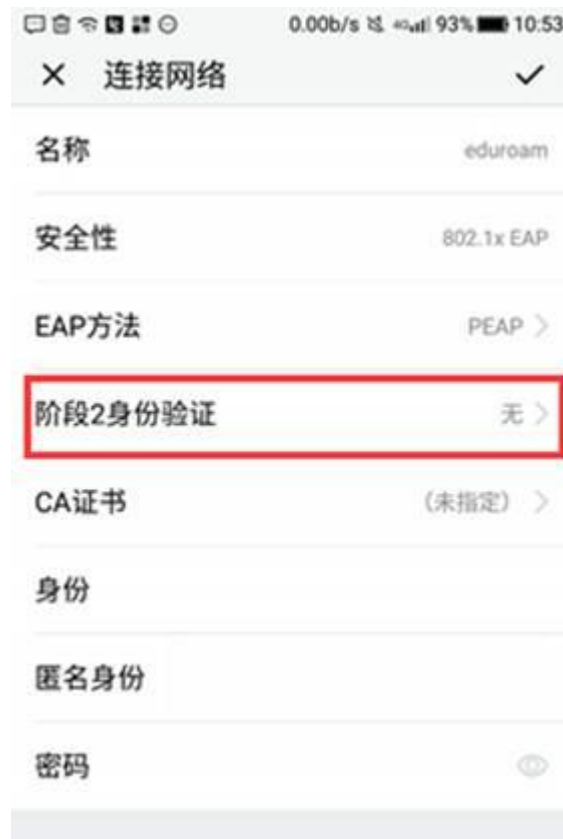 0.00b/s 4G 93% 10:53
× 连接网络 ✓
名称 eduroam
安全性 802.1x EAP
EAP方法 PEAP >
阶段2身份验证 无 >
CA证书 (未指定) >
身份
匿名身份
密码